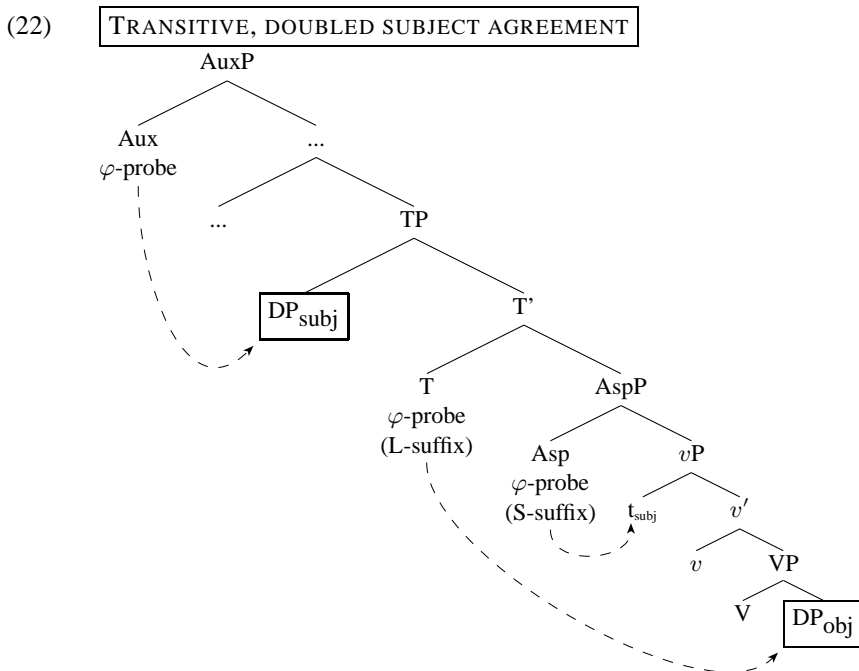 (22) TRANSITIVE, DOUBLED SUBJECT AGREEMENT
AuxP
Aux ...
φ-probe
... TP
DPsubj T’
T AspP
φ-probe
(L-suffix) Asp vP
φ-probe
(S-suffix) tsubj v′
v VP
V DPobj